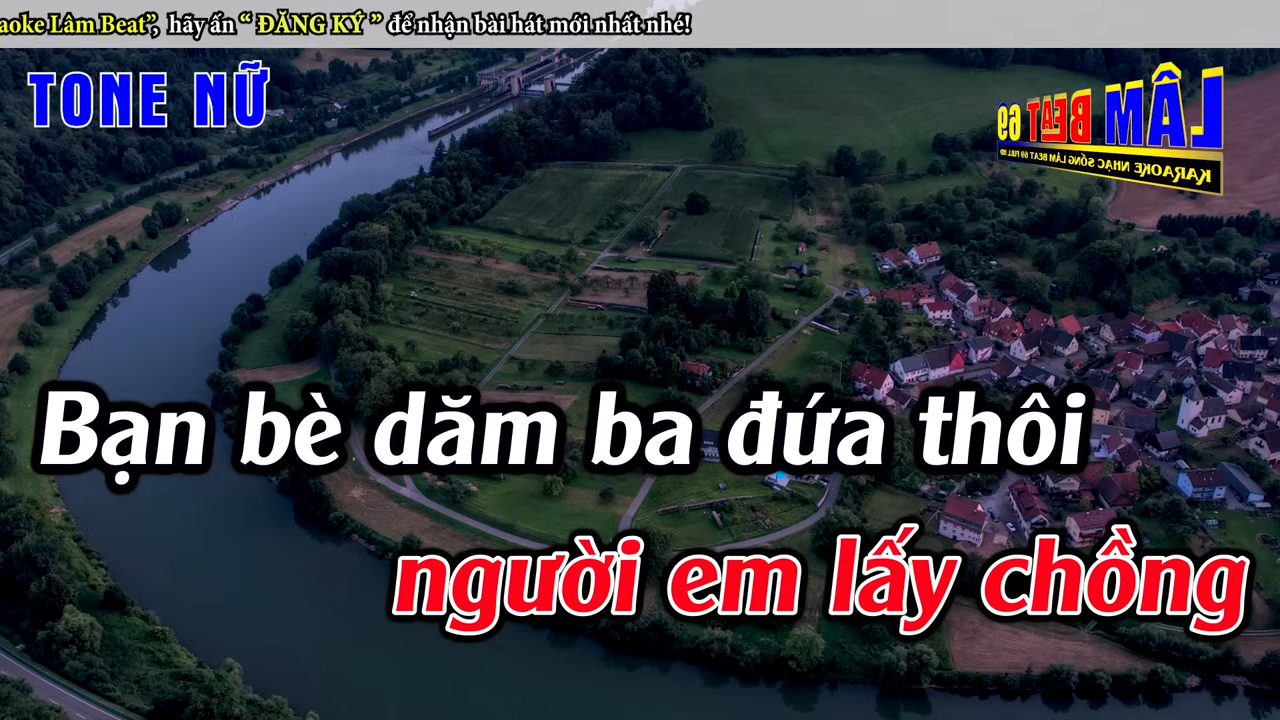 aoke Lâm Beat”, hãy ấn “ ĐĂNG KÝ ” để nhận bài hát mới nhất nhé!
TONE NỮ
LÂM BEAT 69
KARAOKE NHẠC SỐNG LÂM BEAT 69 FULL HD
Bạn bè dăm ba đứa thôi
người em lấy chồng